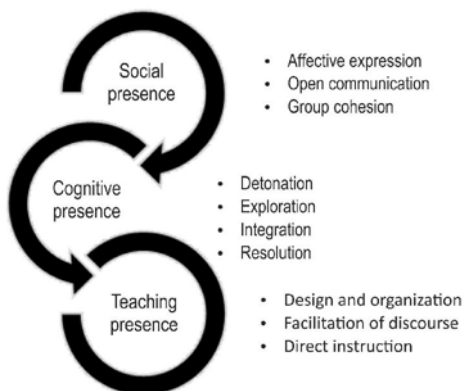 Social
presence
• Affective expression
• Open communication
• Group cohesion
Cognitive
presence
• Detonation
• Exploration
• Integration
• Resolution
Teaching
presence
• Design and organization
• Facilitation of discourse
• Direct instruction